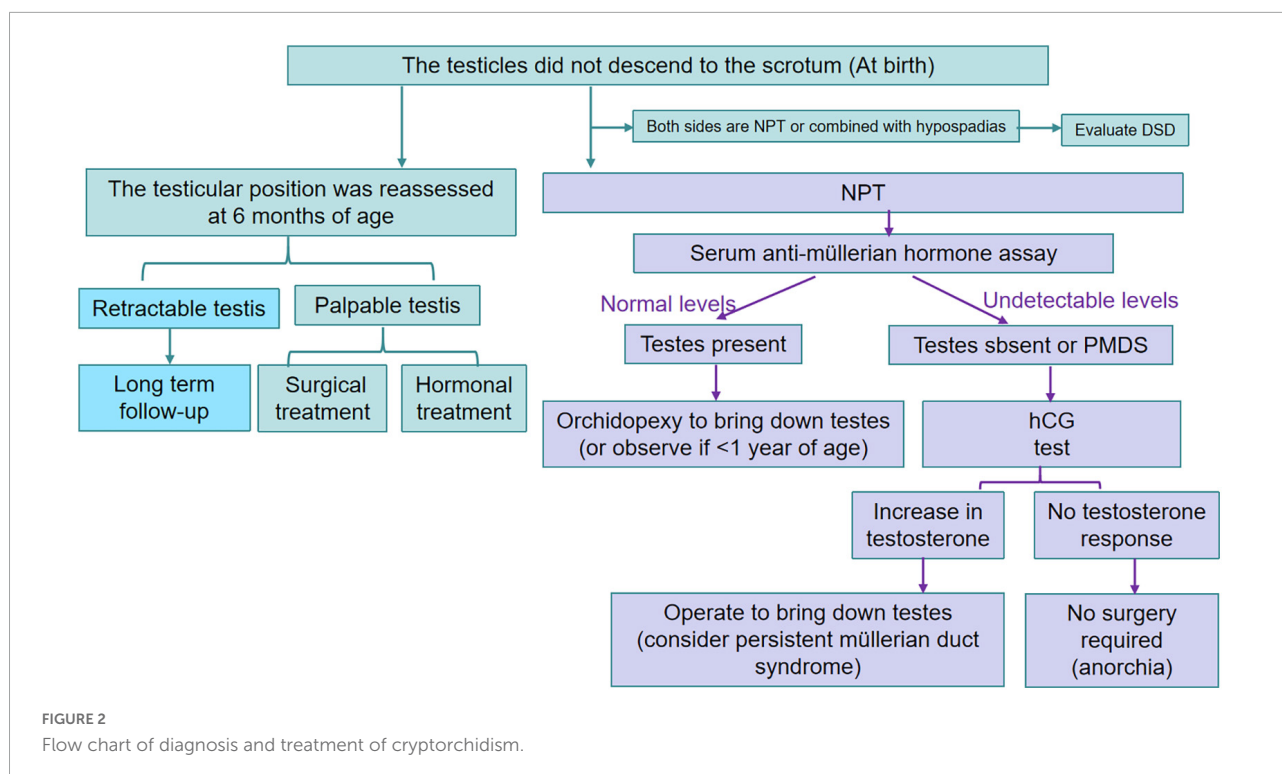 The testicles did not descend to the scrotum (At birth)
Both sides are NPT or combined with hypospadias
Evaluate DSD
The testicular position was reassessed
at 6 months of age
NPT
Serum anti-müllerian hormone assay
Retractable testis
Palpable testis
Normal levels
Undetectable levels
Testes present
Testes sbsent or PMDS
Long term
follow-up
Surgical
treatment
Hormonal
treatment
Orchidopexy to bring down testes
(or observe if <1 year of age)
hCG
test
Increase in
testosterone
No testosterone
response
Operate to bring down testes
(consider persistent müllerian duct
syndrome)
No surgery
required
(anorchia)
FIGURE 2
Flow chart of diagnosis and treatment of cryptorchidism.